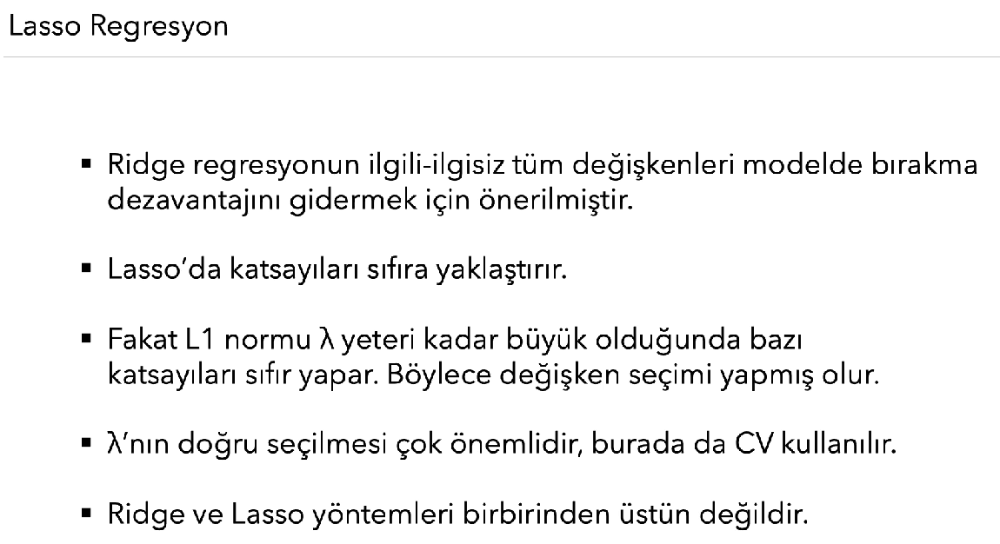 Lasso Regresyon
▪ Ridge regresyonun ilgili-ilgisiz tüm değişkenleri modelde bırakma
dezavantajını gidermek için önerilmiştir.
▪ Lasso’da katsayıları sıfıra yaklaştırır.
▪ Fakat L1 normu λ yeteri kadar büyük olduğunda bazı
katsayıları sıfır yapar. Böylece değişken seçimi yapmış olur.
▪ λ’nın doğru seçilmesi çok önemlidir, burada da CV kullanılır.
▪ Ridge ve Lasso yöntemleri birbirinden üstün değildir.